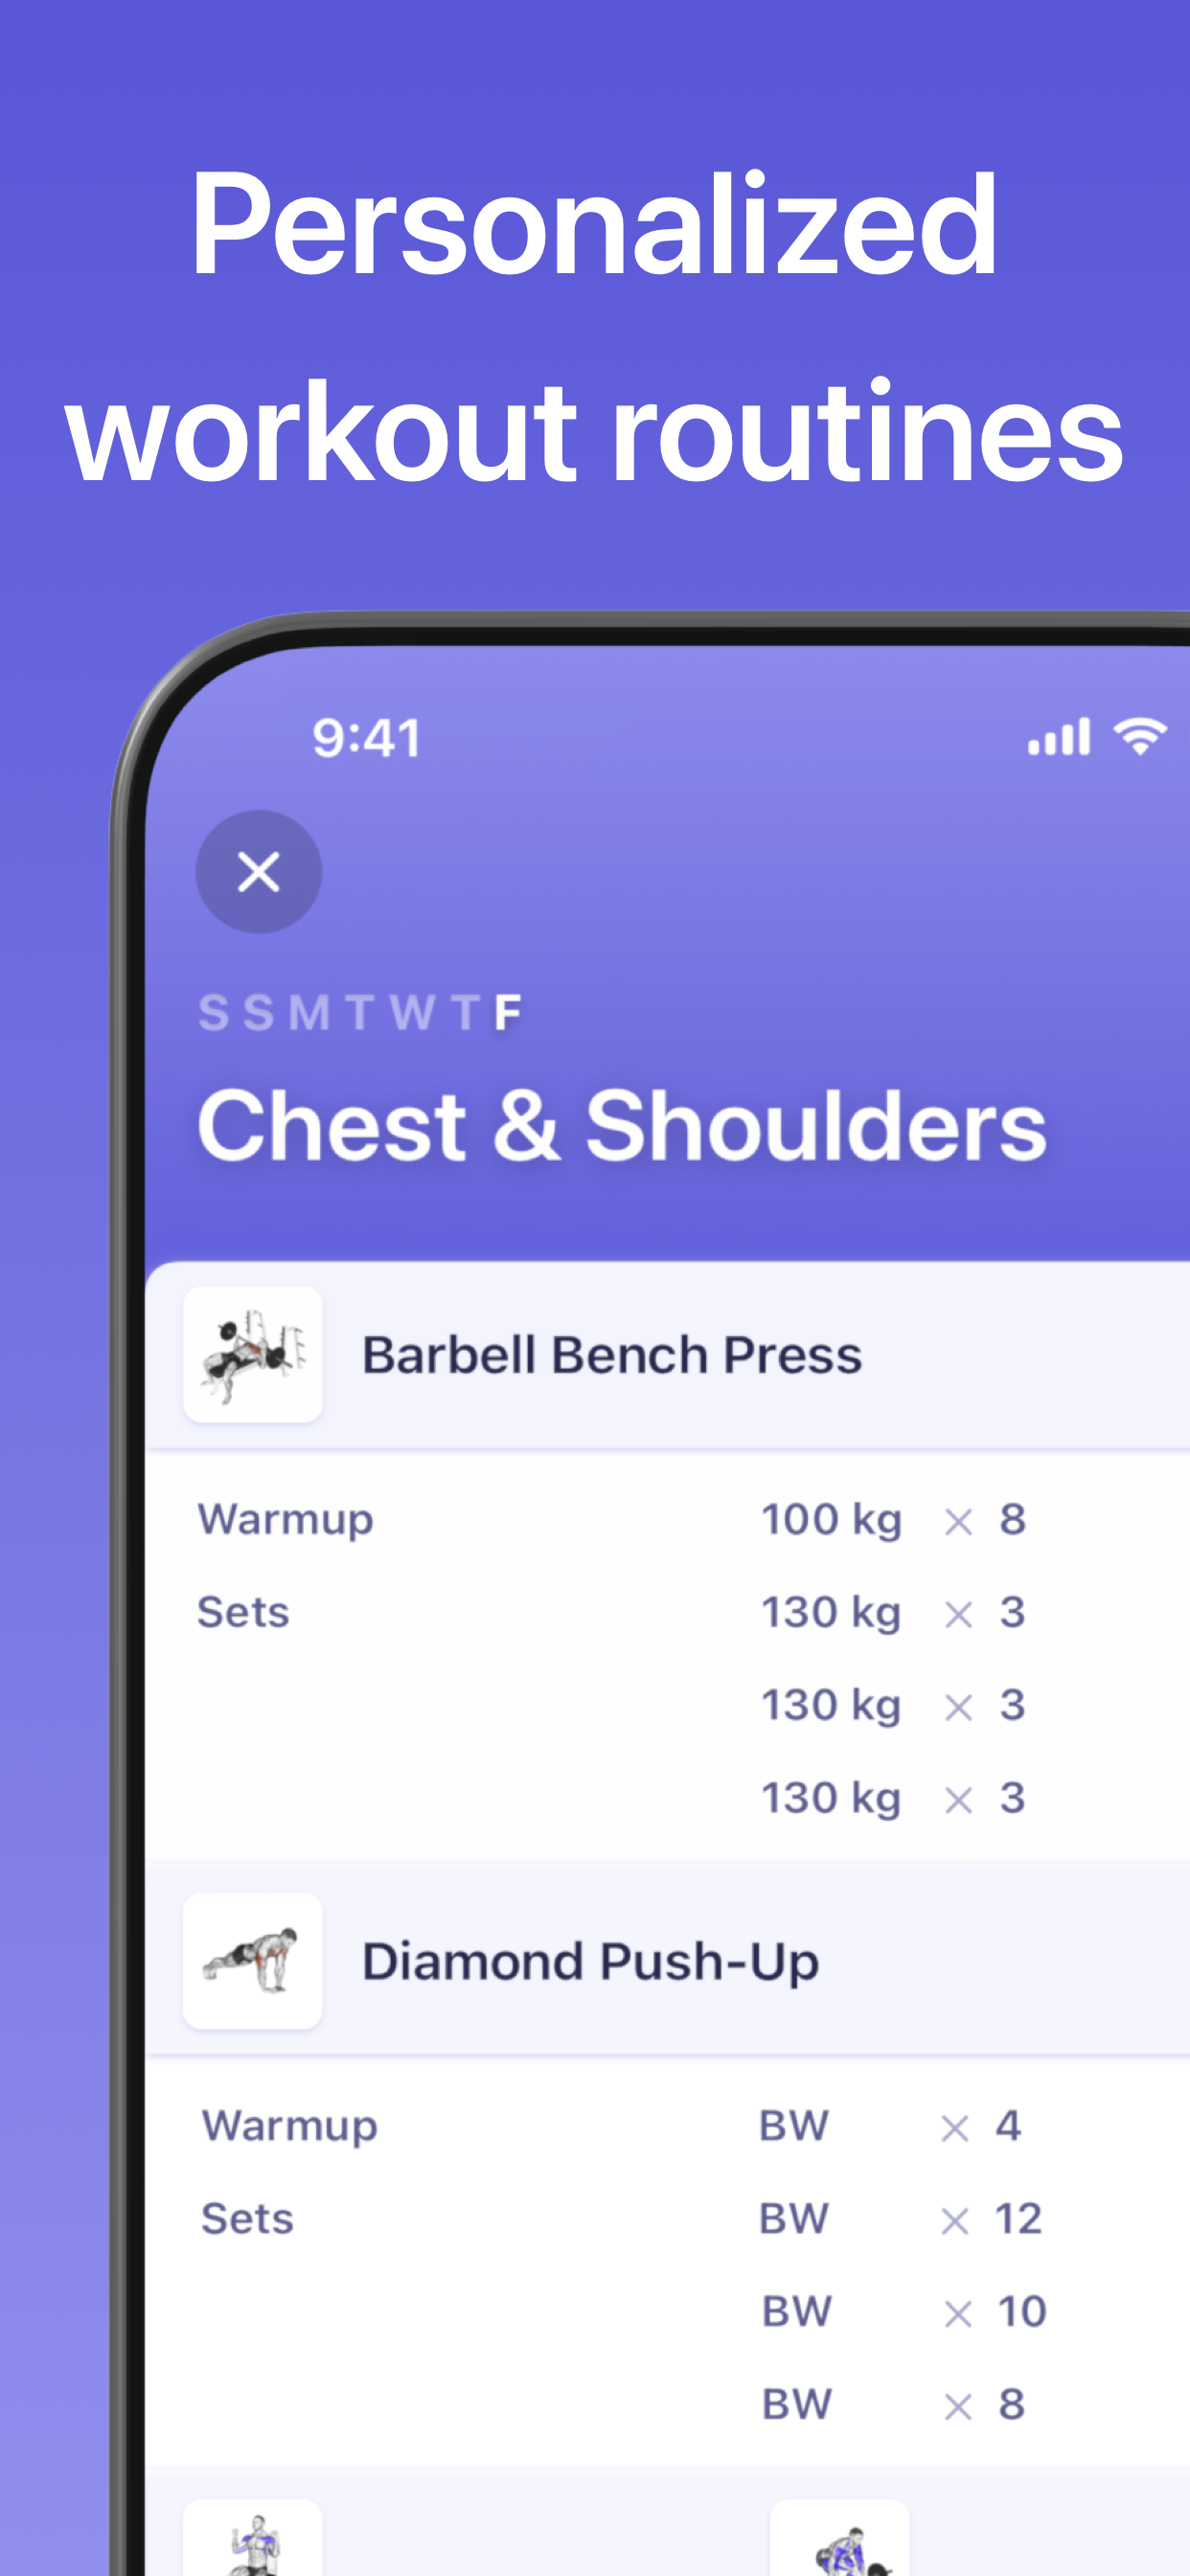 Personalized
workout routines
9:41
S S M T W T F
Chest & Shoulders
Barbell Bench Press
Warmup 100 kg × 8
Sets 130 kg × 3
130 kg × 3
130 kg × 3
Diamond Push-Up
Warmup BW × 4
Sets BW × 12
BW × 10
BW × 8